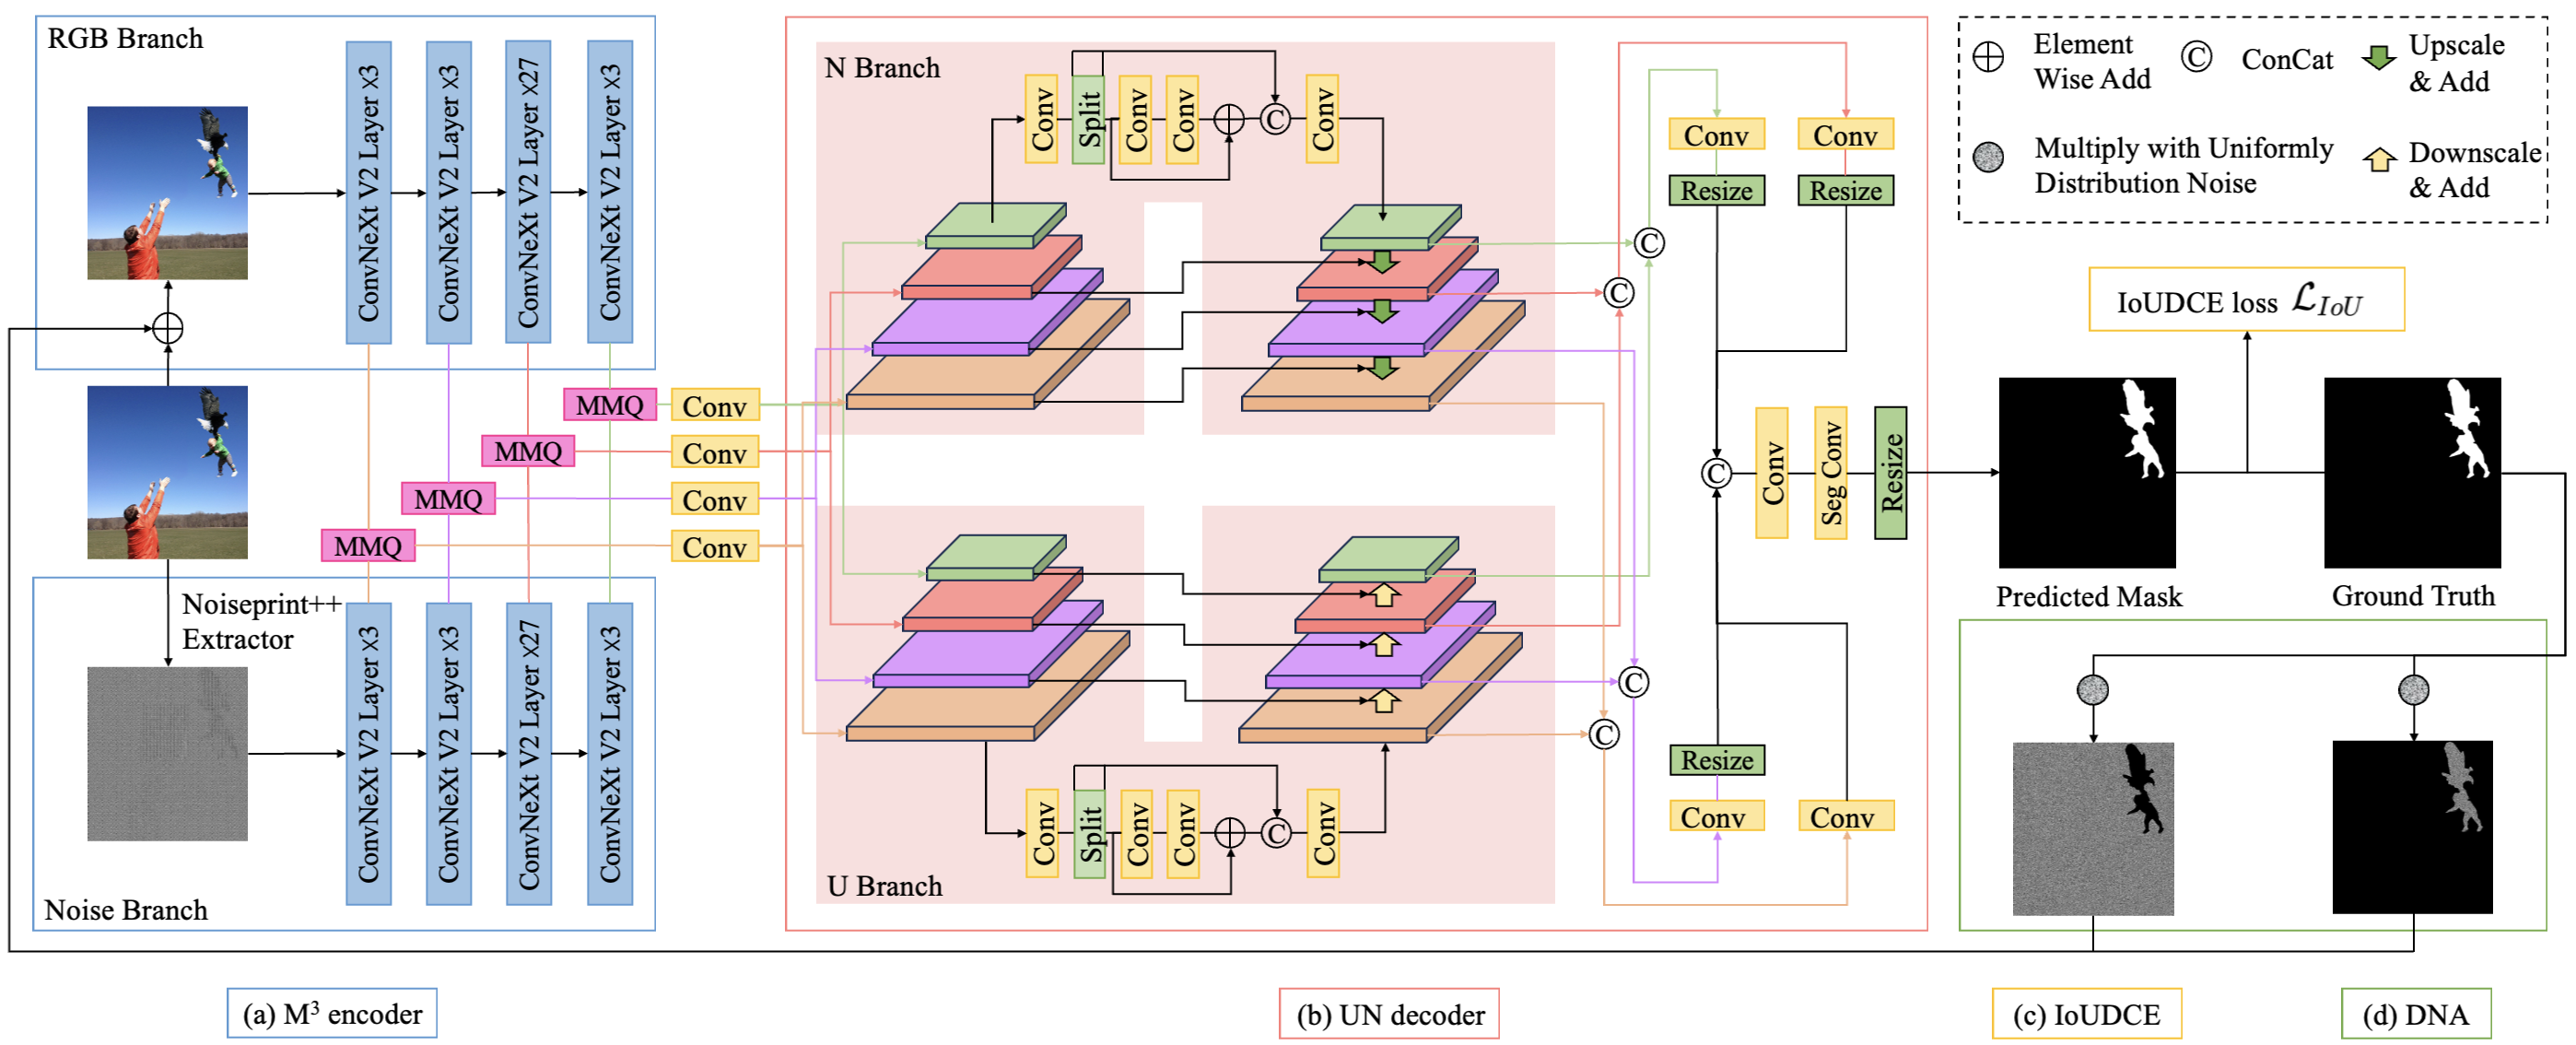 RGB Branch
ConvNeXt V2 Layer X3
ConvNeXt V2 Layer X3
ConvNeXt V2 Layer X27
ConvNeXt V2 Layer X3
MMQ
MMQ
MMQ
MMQ
Conv
Conv
Conv
Conv
Noiseprint++
Extractor
ConvNeXt V2 Layer X3
ConvNeXt V2 Layer X3
ConvNeXt V2 Layer X27
ConvNeXt V2 Layer X3
Noise Branch
N Branch
Conv
Split
Conv
Conv
C
Conv
U Branch
Conv
Split
Conv
Conv
C
Conv
C
C
C
C
Conv
Conv
Resize
Resize
C
Conv
Seg Conv
Resize
Resize
Conv
Conv
Element
Wise Add
C
ConCat
Upscale
& Add
Multiply with Uniformly
Distribution Noise
Downscale
& Add
IoUDCE loss ℒ_IoU
Predicted Mask
Ground Truth
(a) M³ encoder
(b) UN decoder
(c) IoUDCE
(d) DNA